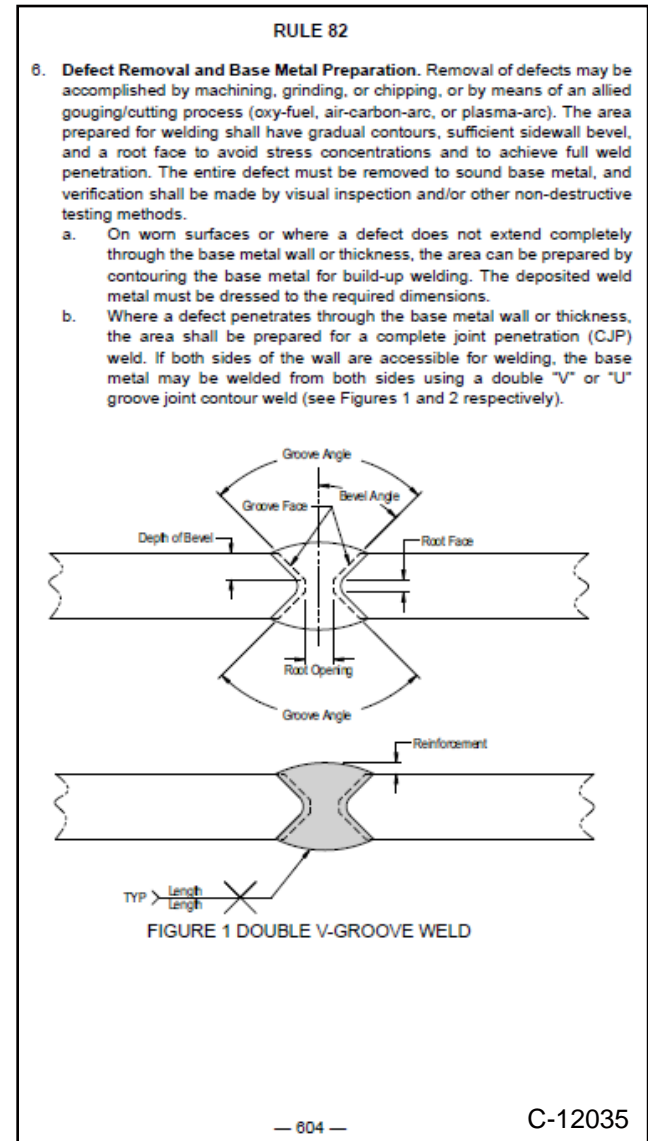 RULE 82
6. Defect Removal and Base Metal Preparation. Removal of defects may be
accomplished by machining, grinding, or chipping, or by means of an allied
gouging/cutting process (oxy-fuel, air-carbon-arc, or plasma-arc). The area
prepared for welding shall have gradual contours, sufficient sidewall bevel,
and a root face to avoid stress concentrations and to achieve full weld
penetration. The entire defect must be removed to sound base metal, and
verification shall be made by visual inspection and/or other non-destructive
testing methods.
a. On worn surfaces or where a defect does not extend completely
through the base metal wall or thickness, the area can be prepared by
contouring the base metal for build-up welding. The deposited weld
metal must be dressed to the required dimensions.
b. Where a defect penetrates through the base metal wall or thickness,
the area shall be prepared for a complete joint penetration (CJP)
weld. If both sides of the wall are accessible for welding, the base
metal may be welded from both sides using a double "V" or "U"
groove joint contour weld (see Figures 1 and 2 respectively).
Groove Angle
Bevel Angle
Groove Face
Depth of Bevel
Root Face
Root Opening
Groove Angle
Reinforcement
TYP
Length
Length
FIGURE 1 DOUBLE V-GROOVE WELD
— 604 —
C-12035